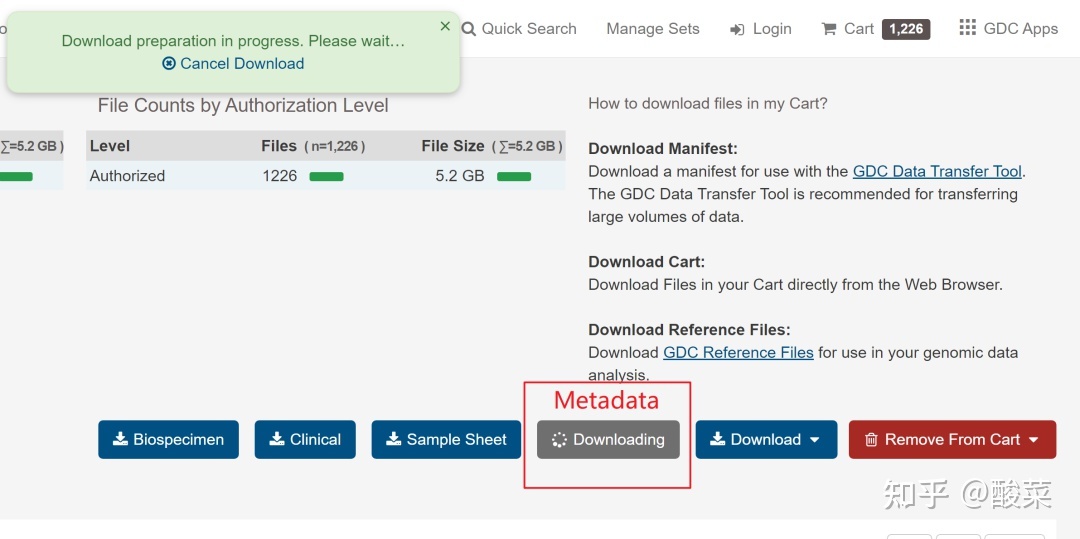 Download preparation in progress. Please wait…
Cancel Download
Quick Search
Manage Sets
Login
Cart 1,226
GDC Apps
File Counts by Authorization Level
∑=5.2 GB )
Level Files ( n=1,226 ) File Size ( ∑=5.2 GB )
Authorized 1226 5.2 GB
How to download files in my Cart?
Download Manifest:
Download a manifest for use with the GDC Data Transfer Tool.
The GDC Data Transfer Tool is recommended for transferring
large volumes of data.
Download Cart:
Download Files in your Cart directly from the Web Browser.
Download Reference Files:
Download GDC Reference Files for use in your genomic data
analysis.
Metadata
Biospecimen
Clinical
Sample Sheet
Downloading
Download
Remove From Cart
知乎 @酸菜